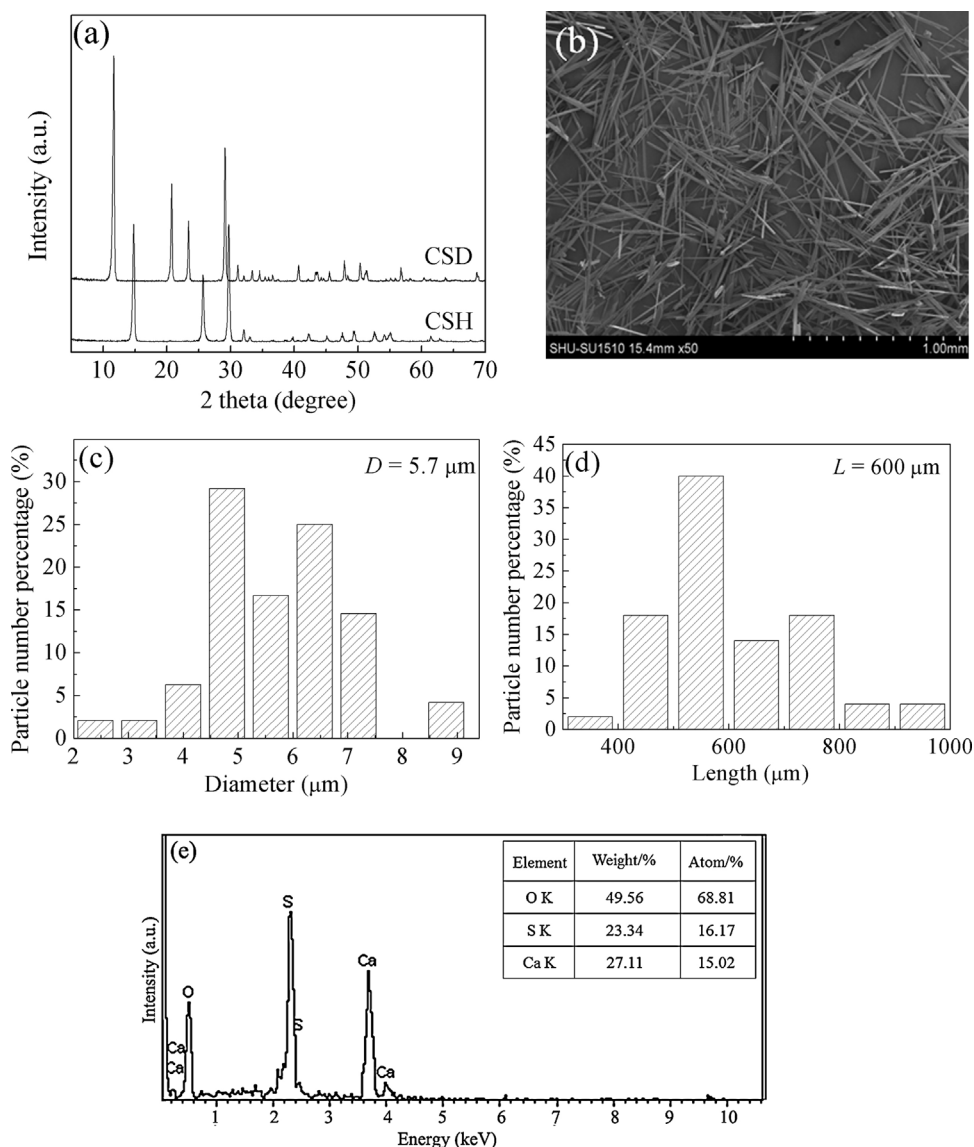 (a)
Intensity (a.u.)
CSD
CSH
10 20 30 40 50 60 70
2 theta (degree)
(b)
SHU-SU1510 15.4mm x50 1.00mm
(c)
D = 5.7 μm
Particle number percentage (%)
30
25
20
15
10
5
0
2 3 4 5 6 7 8 9
Diameter (μm)
(d)
L = 600 μm
Particle number percentage (%)
45
40
35
30
25
20
15
10
5
0
400 600 800 1000
Length (μm)
(e)
Intensity (a.u.)
Ca
Ca
O
S
S
Ca
Ca
1 2 3 4 5 6 7 8 9 10
Energy (keV)
Element Weight/% Atom/%
O K 49.56 68.81
S K 23.34 16.17
Ca K 27.11 15.02